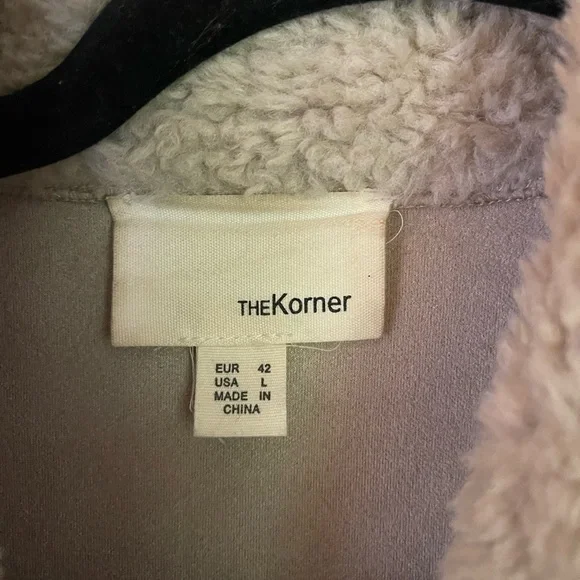 THEKorner
EUR 42
USA L
MADE IN
CHINA